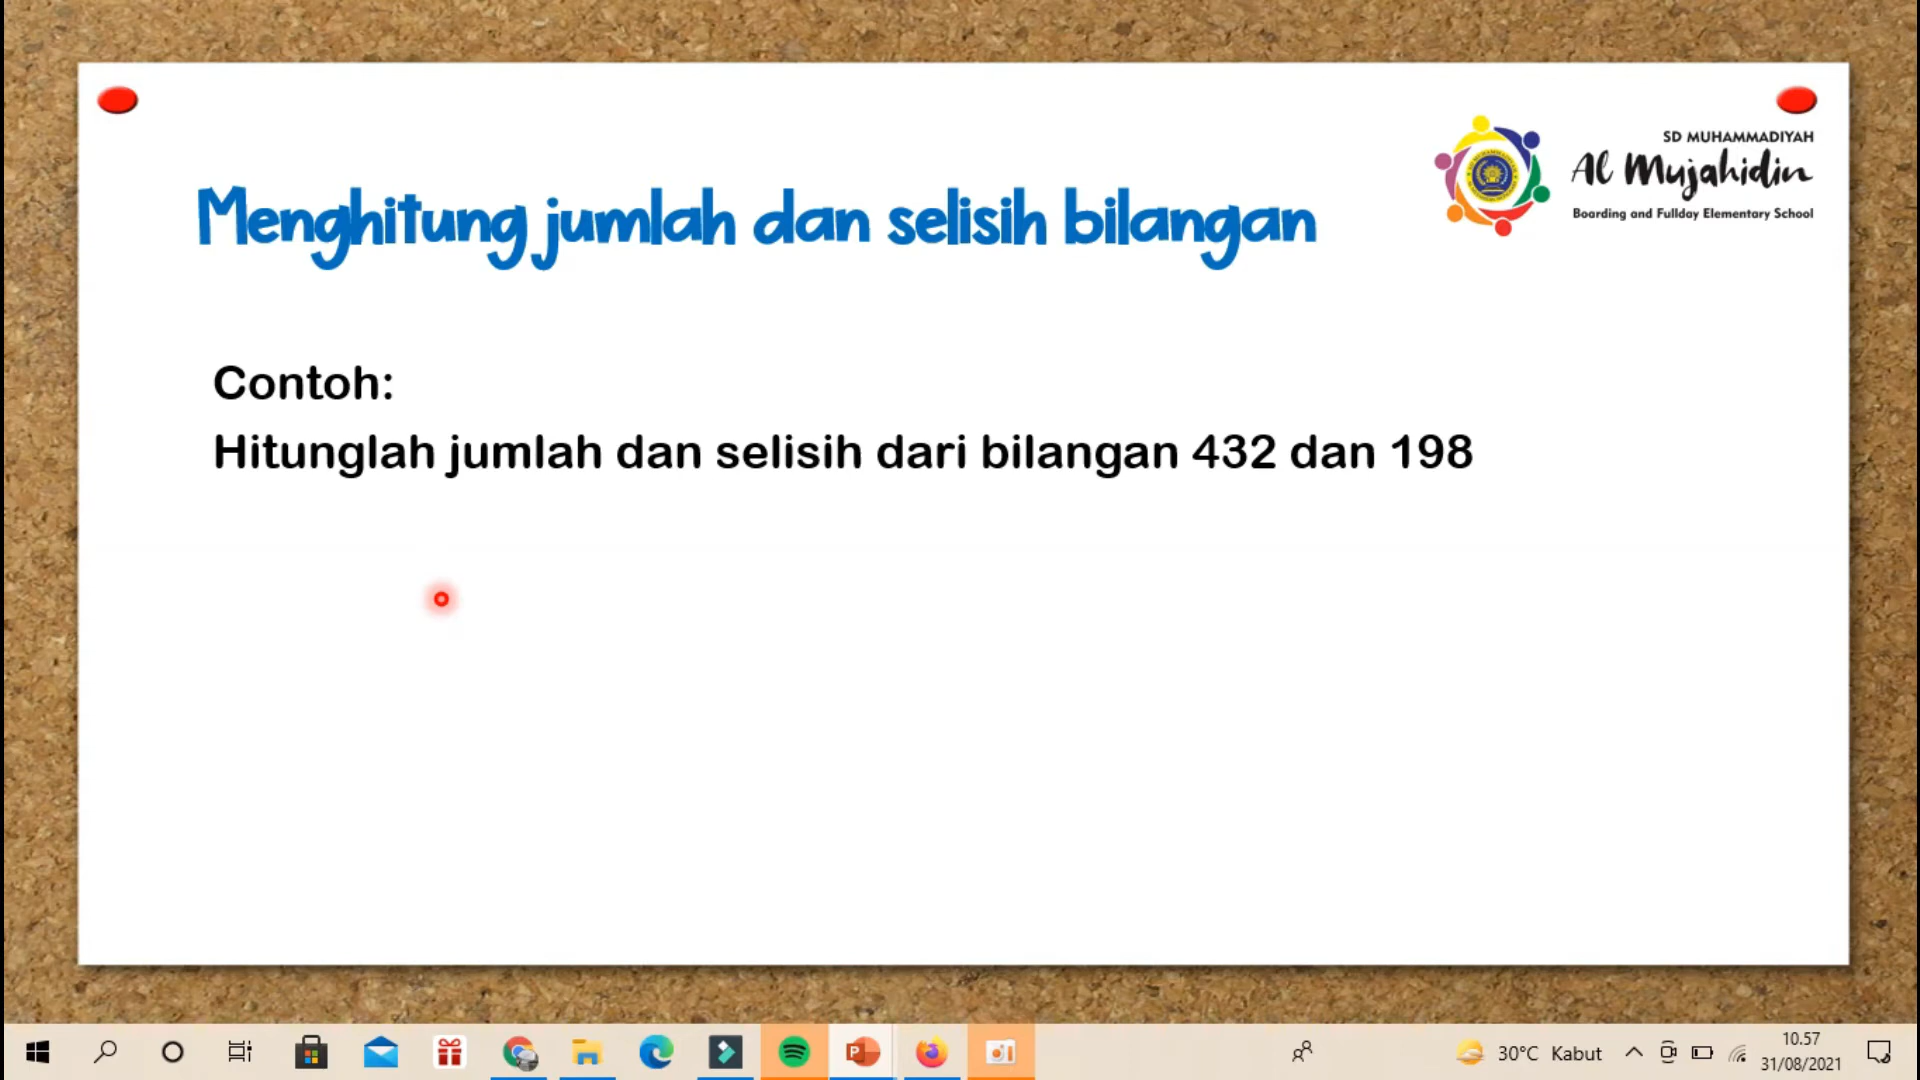 SD MUHAMMADIYAH
Al Mujahidin
Boarding and Fullday Elementary School
Menghitung jumlah dan selisih bilangan
Contoh:
Hitunglah jumlah dan selisih dari bilangan 432 dan 198
30°C Kabut
10.57
31/08/2021